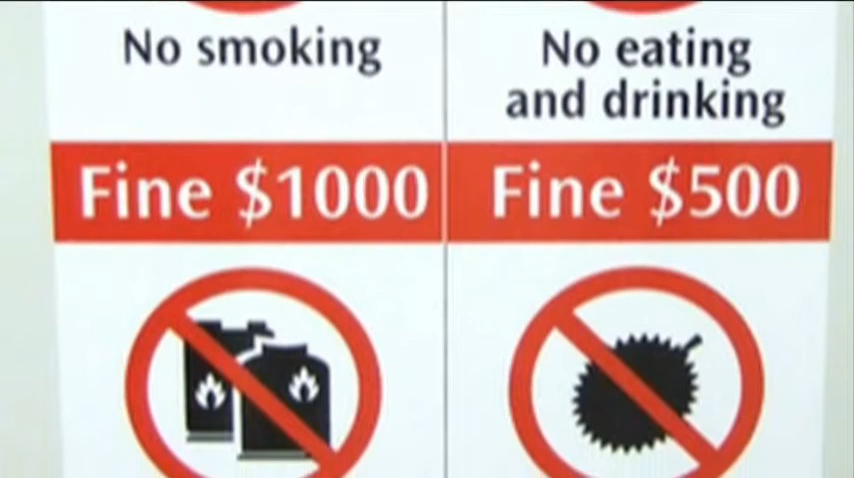 No smoking
No eating
and drinking
Fine $1000
Fine $500